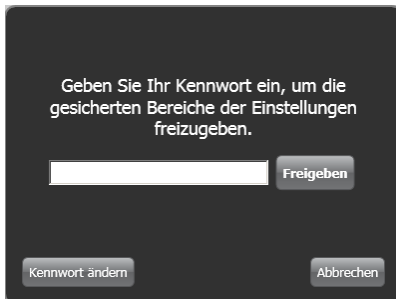 Geben Sie Ihr Kennwort ein, um die
gesicherten Bereiche der Einstellungen
freizugeben.
Freigeben
Kennwort ändern
Abbrechen